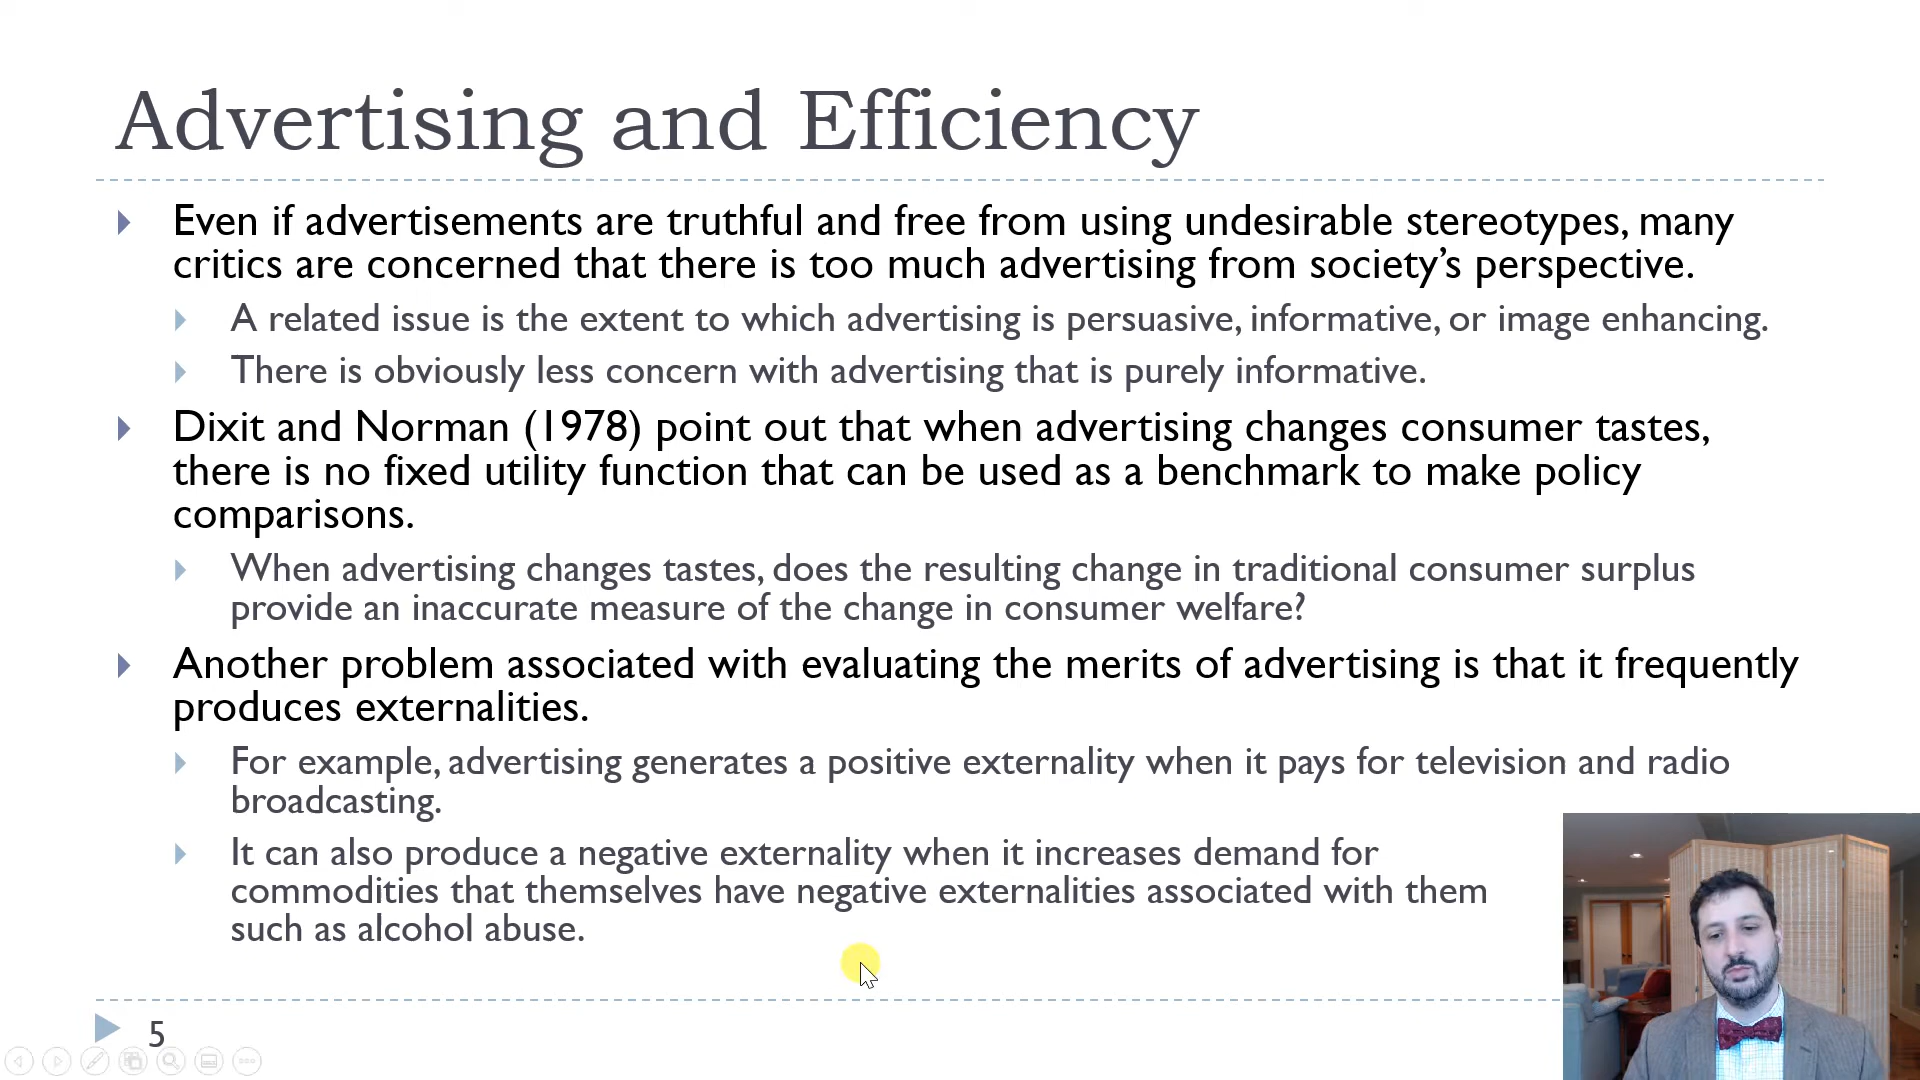 Advertising and Efficiency
Even if advertisements are truthful and free from using undesirable stereotypes, many
critics are concerned that there is too much advertising from society’s perspective.
A related issue is the extent to which advertising is persuasive, informative, or image enhancing.
There is obviously less concern with advertising that is purely informative.
Dixit and Norman (1978) point out that when advertising changes consumer tastes,
there is no fixed utility function that can be used as a benchmark to make policy
comparisons.
When advertising changes tastes, does the resulting change in traditional consumer surplus
provide an inaccurate measure of the change in consumer welfare?
Another problem associated with evaluating the merits of advertising is that it frequently
produces externalities.
For example, advertising generates a positive externality when it pays for television and radio
broadcasting.
It can also produce a negative externality when it increases demand for
commodities that themselves have negative externalities associated with them
such as alcohol abuse.
5